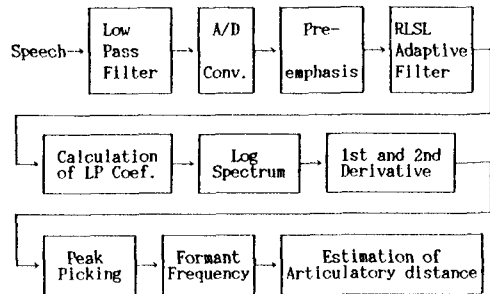 Speech
Low
Pass
Filter
A/D
Conv.
Pre-
emphasis
RLSL
Adaptive
Filter
Calculation
of LP Coef.
Log
Spectrum
1st and 2nd
Derivative
Peak
Picking
Formant
Frequency
Estimation of
Articulatory distance